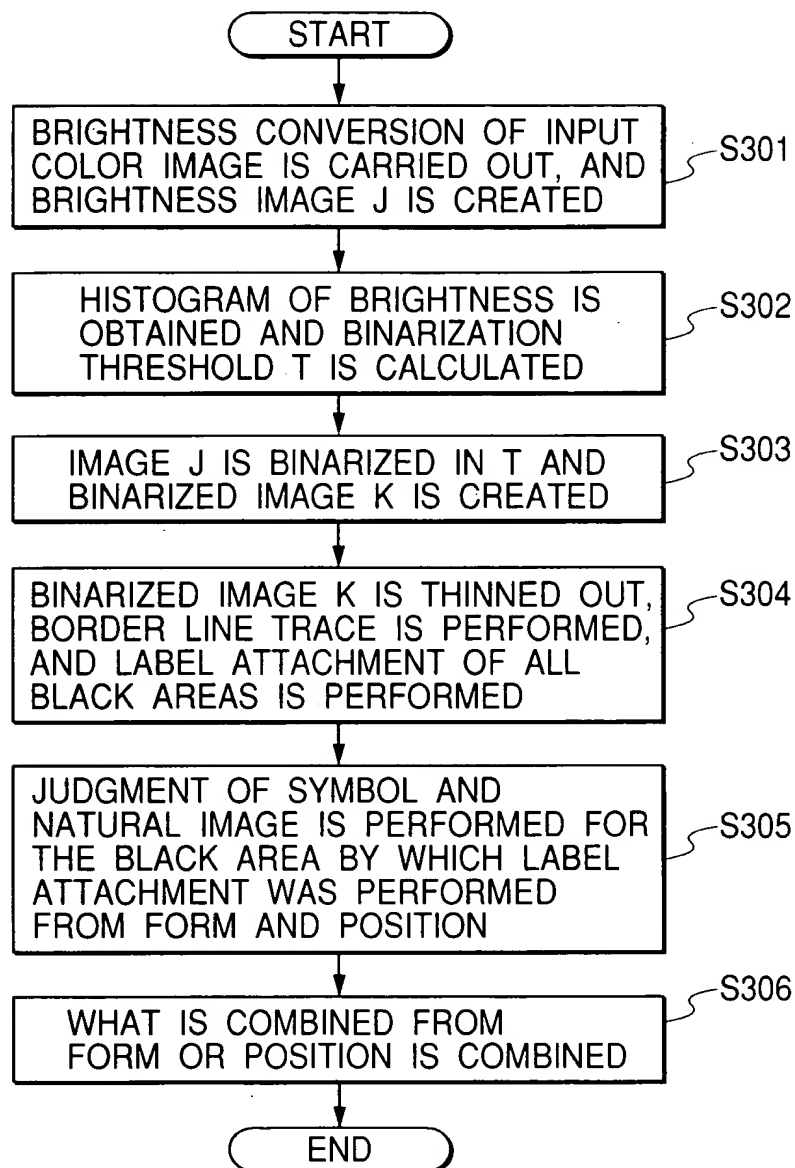 START
BRIGHTNESS CONVERSION OF INPUT
COLOR IMAGE IS CARRIED OUT, AND
BRIGHTNESS IMAGE J IS CREATED
S301
HISTOGRAM OF BRIGHTNESS IS
OBTAINED AND BINARIZATION
THRESHOLD T IS CALCULATED
S302
IMAGE J IS BINARIZED IN T AND
BINARIZED IMAGE K IS CREATED
S303
BINARIZED IMAGE K IS THINNED OUT,
BORDER LINE TRACE IS PERFORMED,
AND LABEL ATTACHMENT OF ALL
BLACK AREAS IS PERFORMED
S304
JUDGMENT OF SYMBOL AND
NATURAL IMAGE IS PERFORMED FOR
THE BLACK AREA BY WHICH LABEL
ATTACHMENT WAS PERFORMED
FROM FORM AND POSITION
S305
WHAT IS COMBINED FROM
FORM OR POSITION IS COMBINED
S306
END